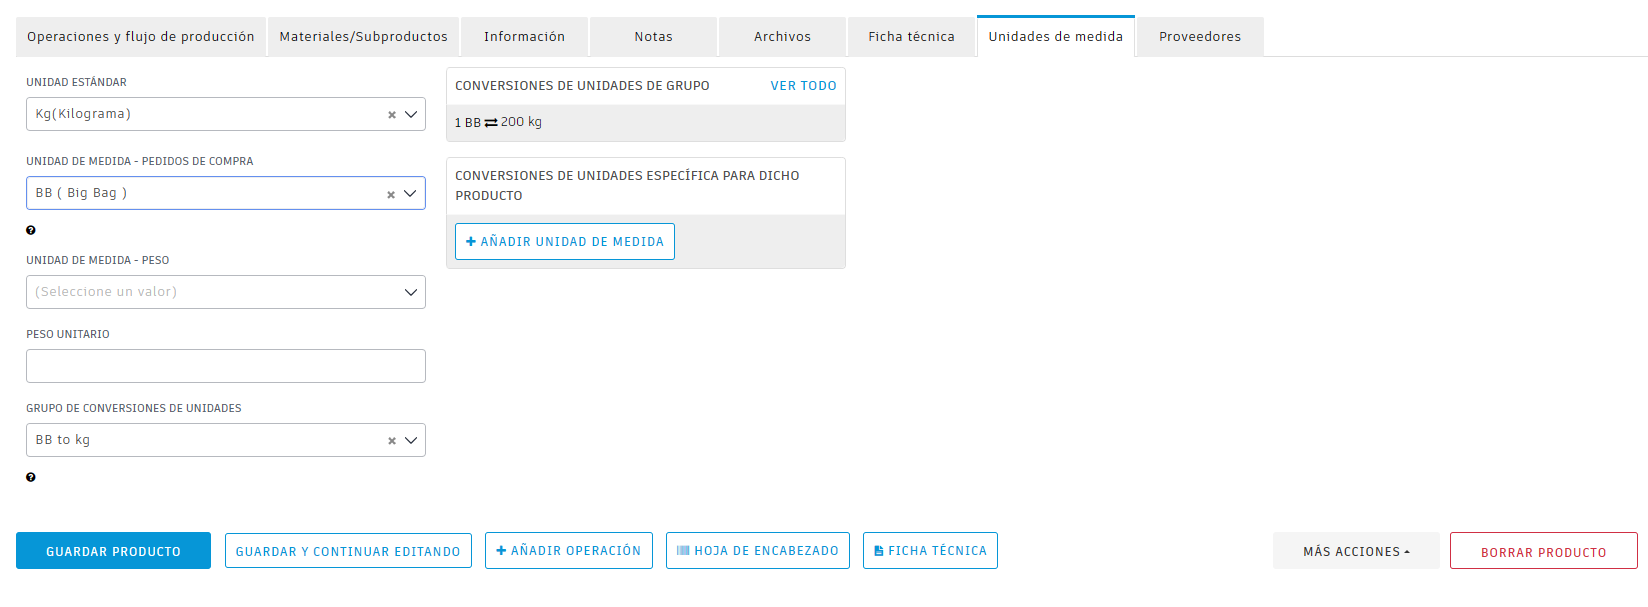 Operaciones y flujo de producción
Materiales/Subproductos
Información
Notas
Archivos
Ficha técnica
Unidades de medida
Proveedores
UNIDAD ESTÁNDAR
Kg(Kilograma)
UNIDAD DE MEDIDA - PEDIDOS DE COMPRA
BB ( Big Bag )
UNIDAD DE MEDIDA - PESO
(Seleccione un valor)
PESO UNITARIO
GRUPO DE CONVERSIONES DE UNIDADES
BB to kg
CONVERSIONES DE UNIDADES DE GRUPO
VER TODO
1 BB ⇄ 200 kg
CONVERSIONES DE UNIDADES ESPECÍFICA PARA DICHO
PRODUCTO
+ AÑADIR UNIDAD DE MEDIDA
GUARDAR PRODUCTO
GUARDAR Y CONTINUAR EDITANDO
+ AÑADIR OPERACIÓN
HOJA DE ENCABEZADO
FICHA TÉCNICA
MÁS ACCIONES
BORRAR PRODUCTO